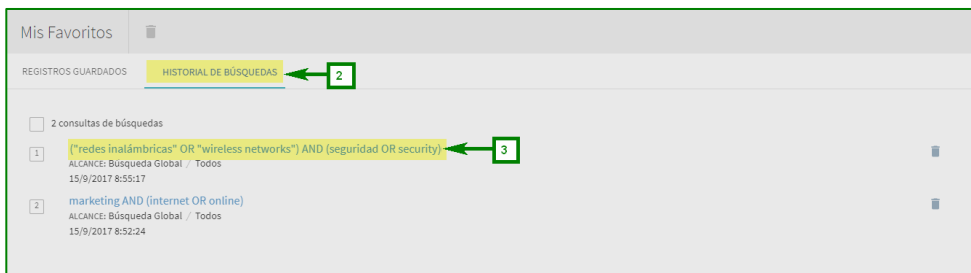 Mis Favoritos
REGISTROS GUARDADOS HISTORIAL DE BÚSQUEDAS 2
2 consultas de búsquedas
1 ("redes inalámbricas" OR "wireless networks") AND (seguridad OR security) 3
ALCANCE: Búsqueda Global / Todos
15/9/2017 8:55:17
2 marketing AND (internet OR online)
ALCANCE: Búsqueda Global / Todos
15/9/2017 8:52:24